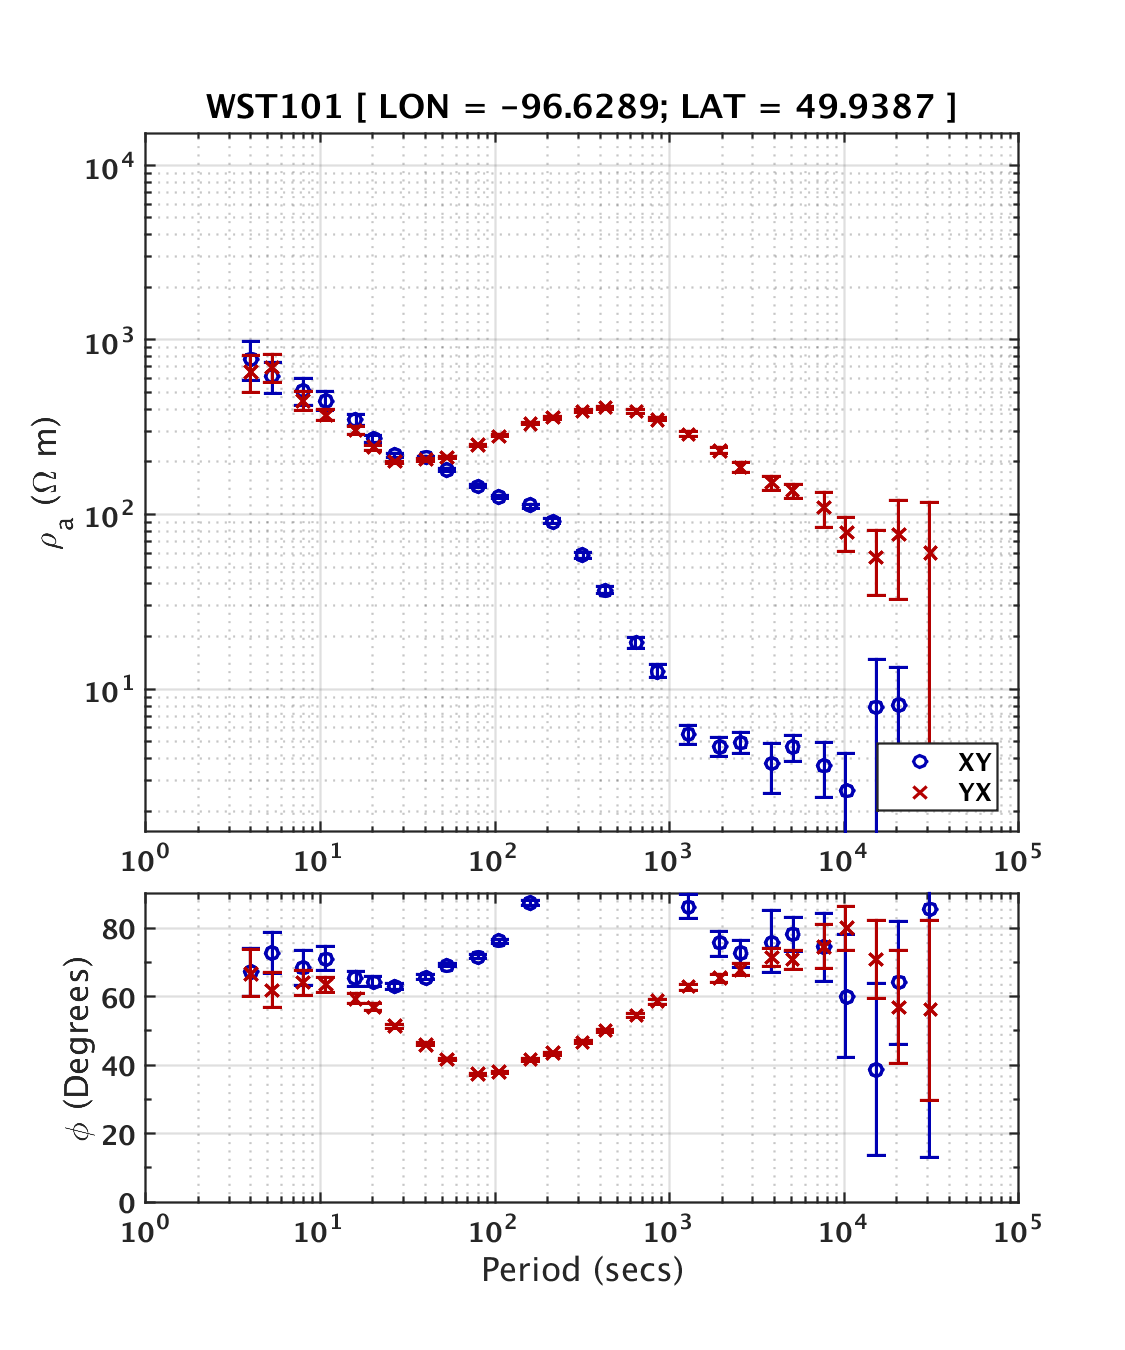 WST101 [ LON = -96.6289; LAT = 49.9387 ]
10⁴
10³
10²
10¹
ρₐ (Ω m)
XY
YX
10⁰ 10¹ 10² 10³ 10⁴ 10⁵
80
60
40
20
0
ϕ (Degrees)
10⁰ 10¹ 10² 10³ 10⁴ 10⁵
Period (secs)